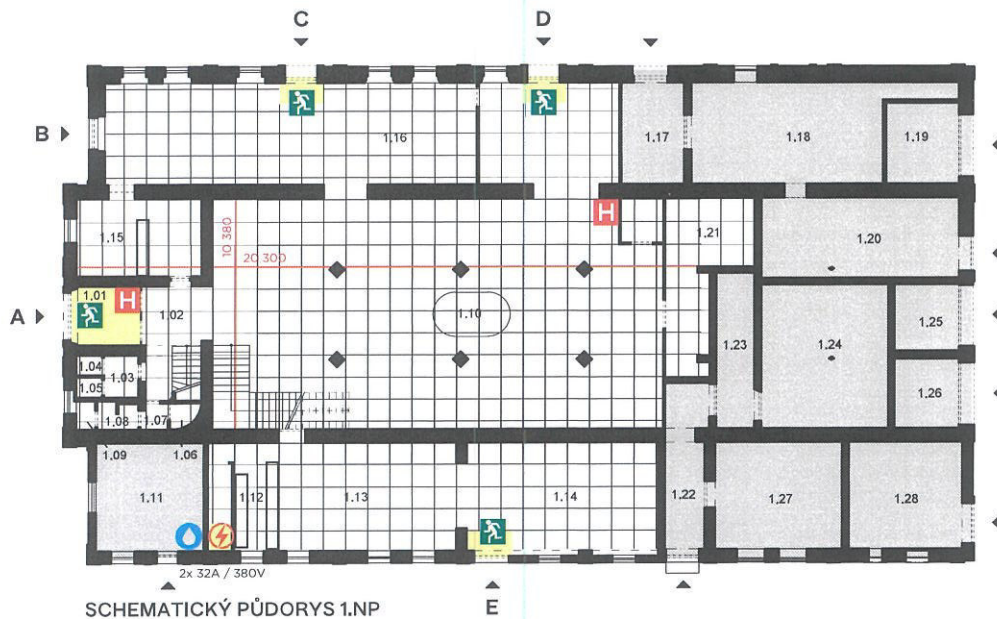 C D
B 1.16 1.17 1.18 1.19
H
1.15 10 380 20 300 1.21 1.20
1.01 H
A 1.02 1.10 1.25
1.23 1.24
1.04 1.03
1.05 1.26
1.08 1.07
1.09 1.06
1.11 1.12 1.13 1.14 1.22 1.27 1.28
2x 32A / 380V
SCHEMATICKÝ PŮDORYS 1.NP E